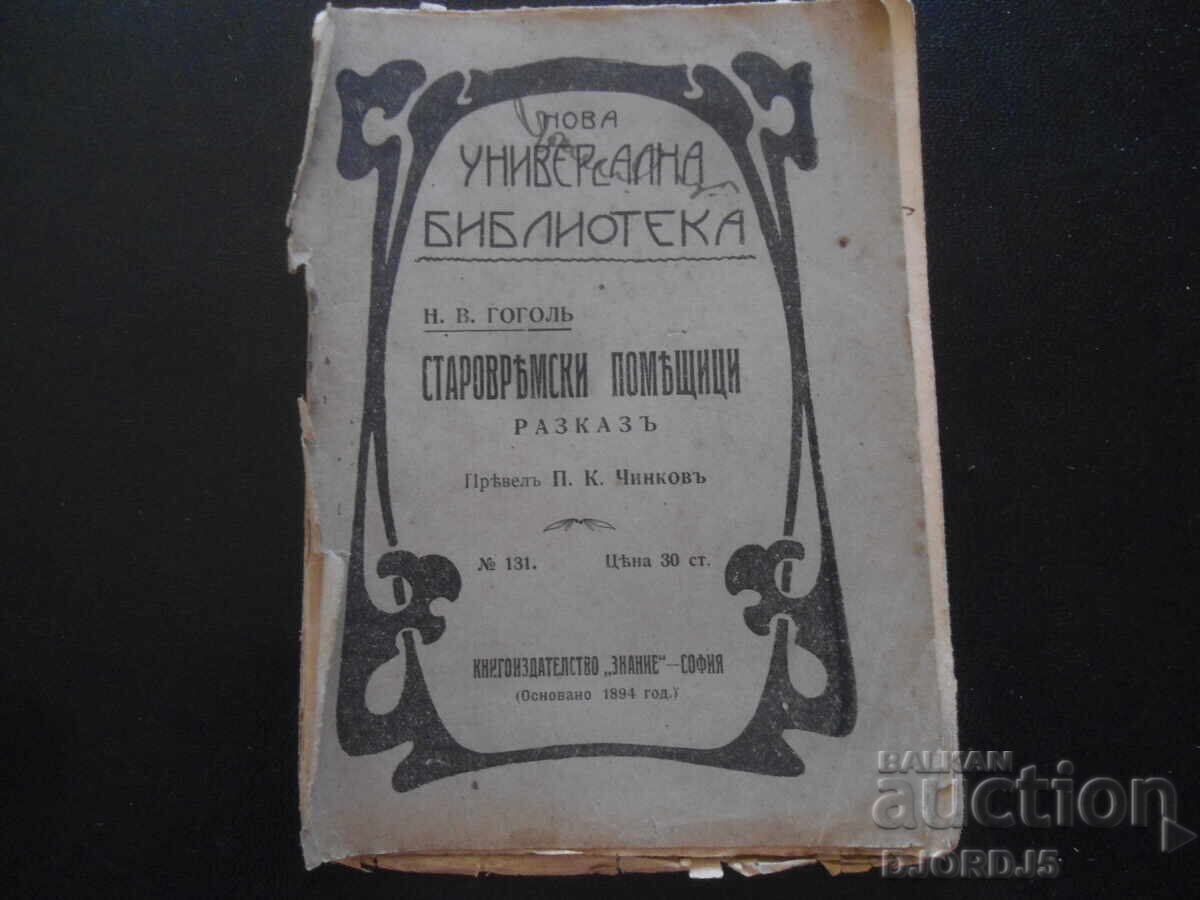 НОВА
УНИВЕРСАЛНА
БИБЛИОТЕКА
Н. В. ГОГОЛЬ
СТАРОВРѢМСКИ ПОМѢЩИЦИ
РАЗКАЗЪ
Прѣвелъ П. К. Чинковъ
№ 131. Цѣна 30 ст.
КНИГОИЗДАТЕЛСТВО „ЗНАНИЕ“—СОФИЯ
(Основано 1894 год.)
BALKAN
auction
DJORDJ5